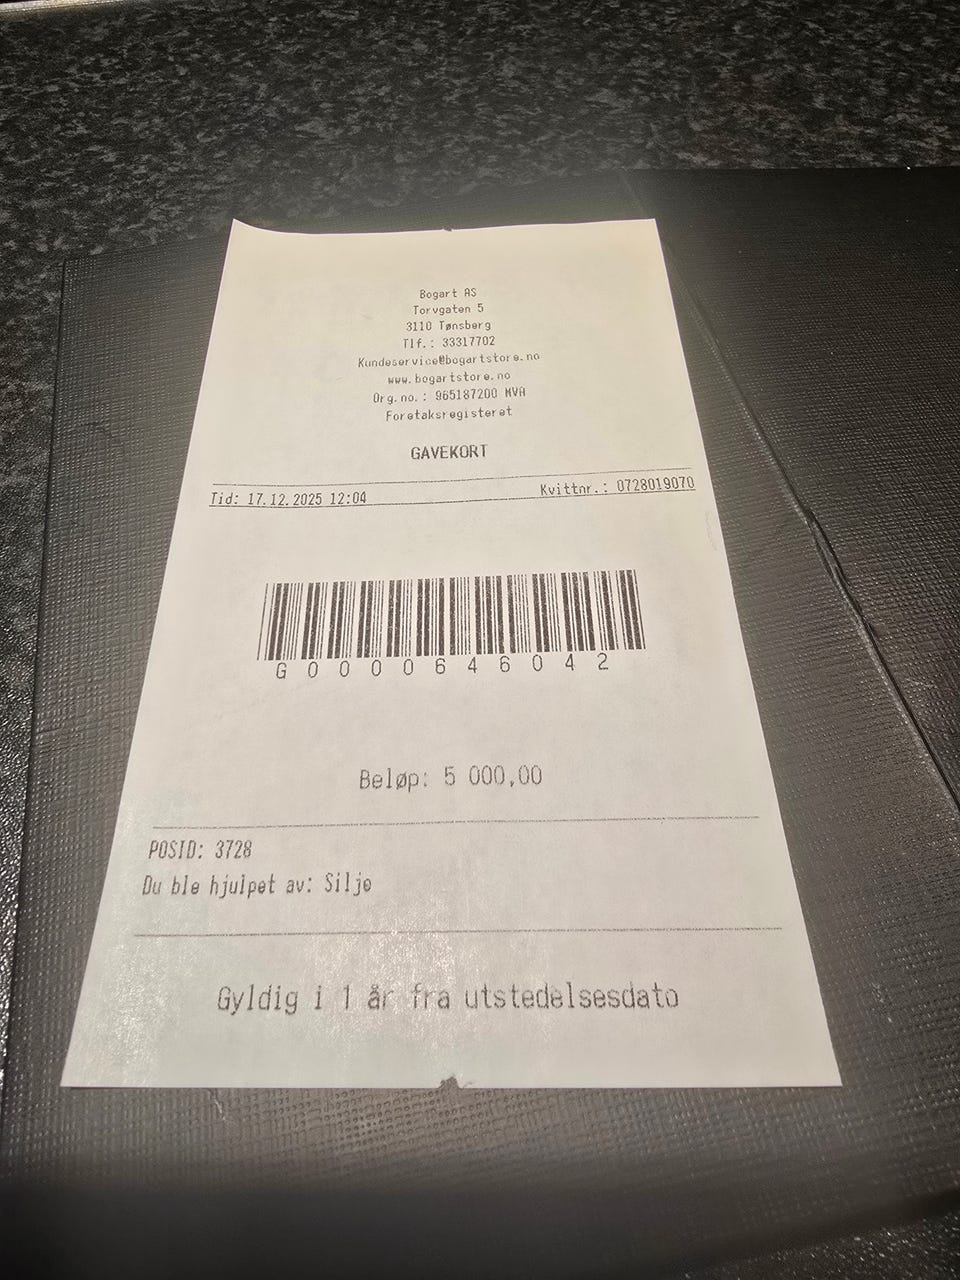 Bogart AS
Torvgaten 5
3110 Tønsberg
Tlf.: 33317702
Kundeservice@bogartstore.no
www.bogartstore.no
Org.no.: 965187200 MVA
Foretaksregisteret
GAVEKORT
Tid: 17.12.2025 12:04 Kvittnr.: 0728019070
G0000646042
Beløp: 5 000,00
POSID: 3728
Du ble hjulpet av: Silje
Gyldig i 1 år fra utstedelsesdato